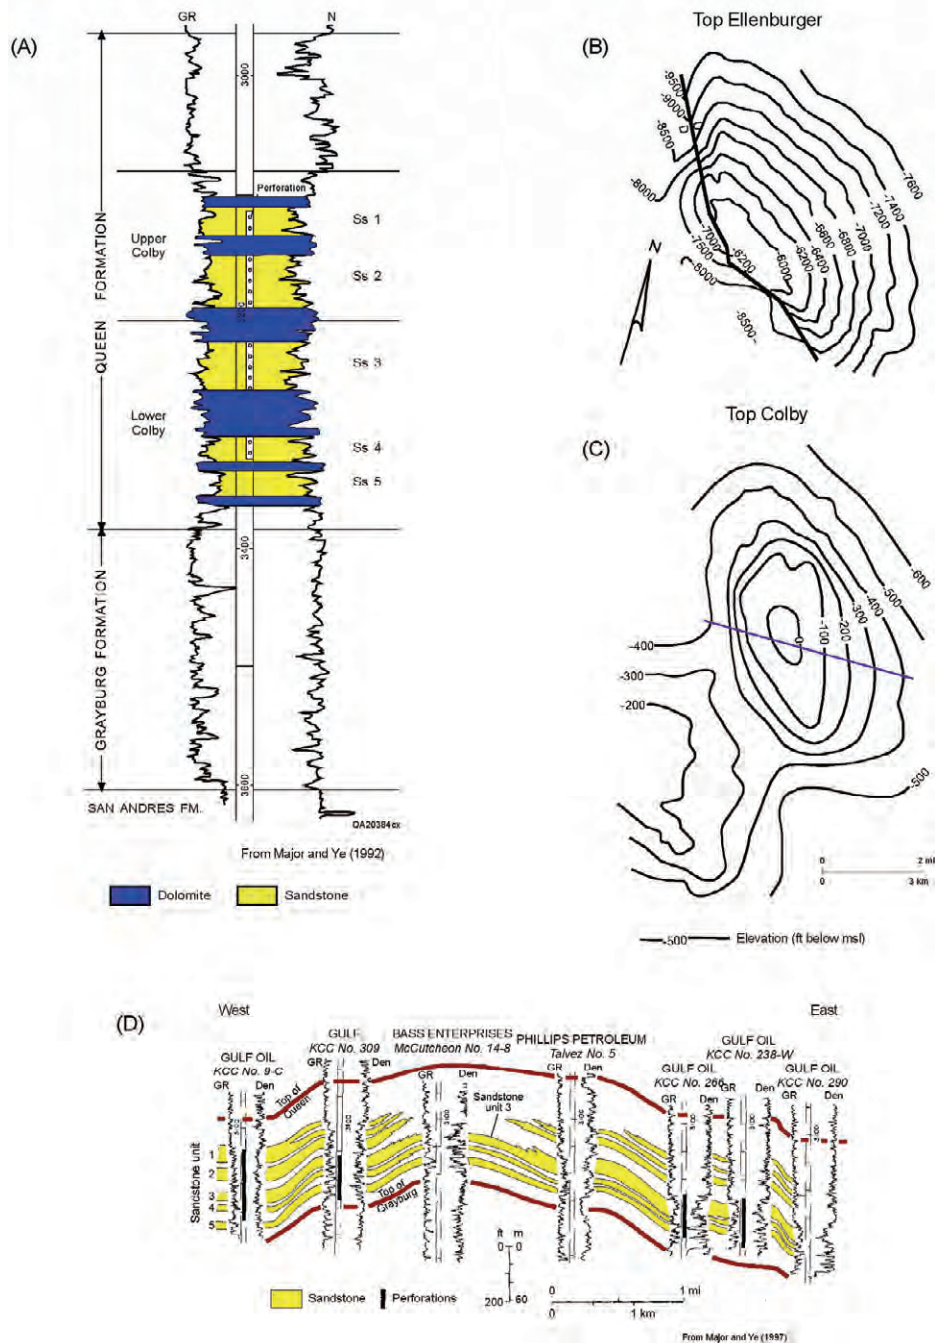 (A)
GR
N
3000
QUEEN FORMATION
Perforation
Upper
Colby
Ss 1
Ss 2
Ss 3
Lower
Colby
Ss 4
Ss 5
3400
GRAYBURG FORMATION
SAN ANDRES FM.
QA20384cx
From Major and Ye (1992)
Dolomite
Sandstone
(B)
Top Ellenburger
-9500
-9000
-8500
-8000
D
-7000
-7500
-8000
-6200
-6000
-6200
-6400
-6800
-6800
-7000
-7200
-7400
-7600
-8500
N
Top Colby
(C)
-400
-300
-200
0
-100
-200
-300
-400
-500
-600
-500
0 2 mi
0 3 km
-500 Elevation (ft below msl)
(D)
West
East
GULF OIL
KCC No. 9-C
GULF
KCC No. 309
BASS ENTERPRISES
McCutcheon No. 14-8
PHILLIPS PETROLEUM
Talvez No. 5
GULF OIL
KCC No. 266
GULF OIL
KCC No. 238-W
GULF OIL
KCC No. 290
GR Den
GR Den
GR Den
GR Den
GR Den
GR Den
GR Den
Top of
Queen
Sandstone
unit 3
Sandstone unit
1
2
3
4
5
Top of
Grayburg
ft m
0 0
200 60
0 1 mi
0 1 km
Sandstone
Perforations
From Major and Ye (1997)